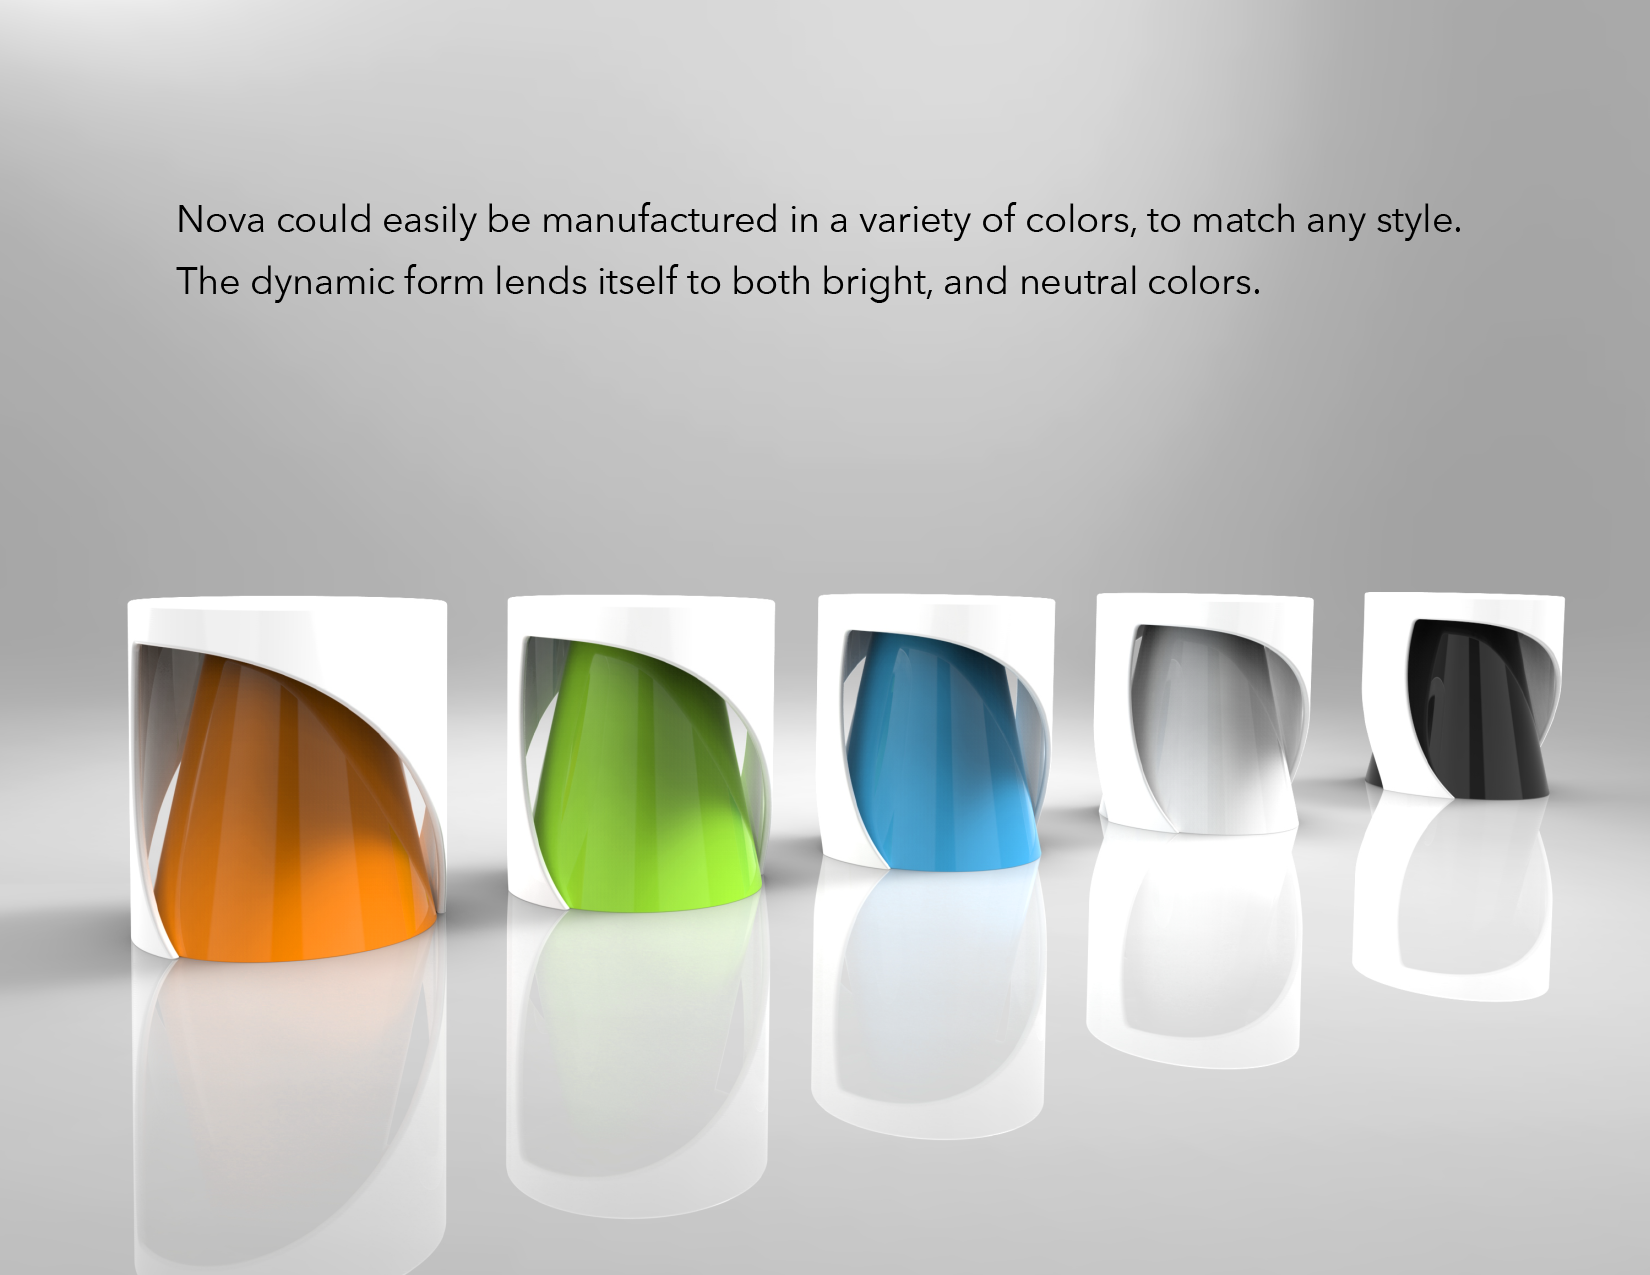 Nova could easily be manufactured in a variety of colors, to match any style.
The dynamic form lends itself to both bright, and neutral colors.